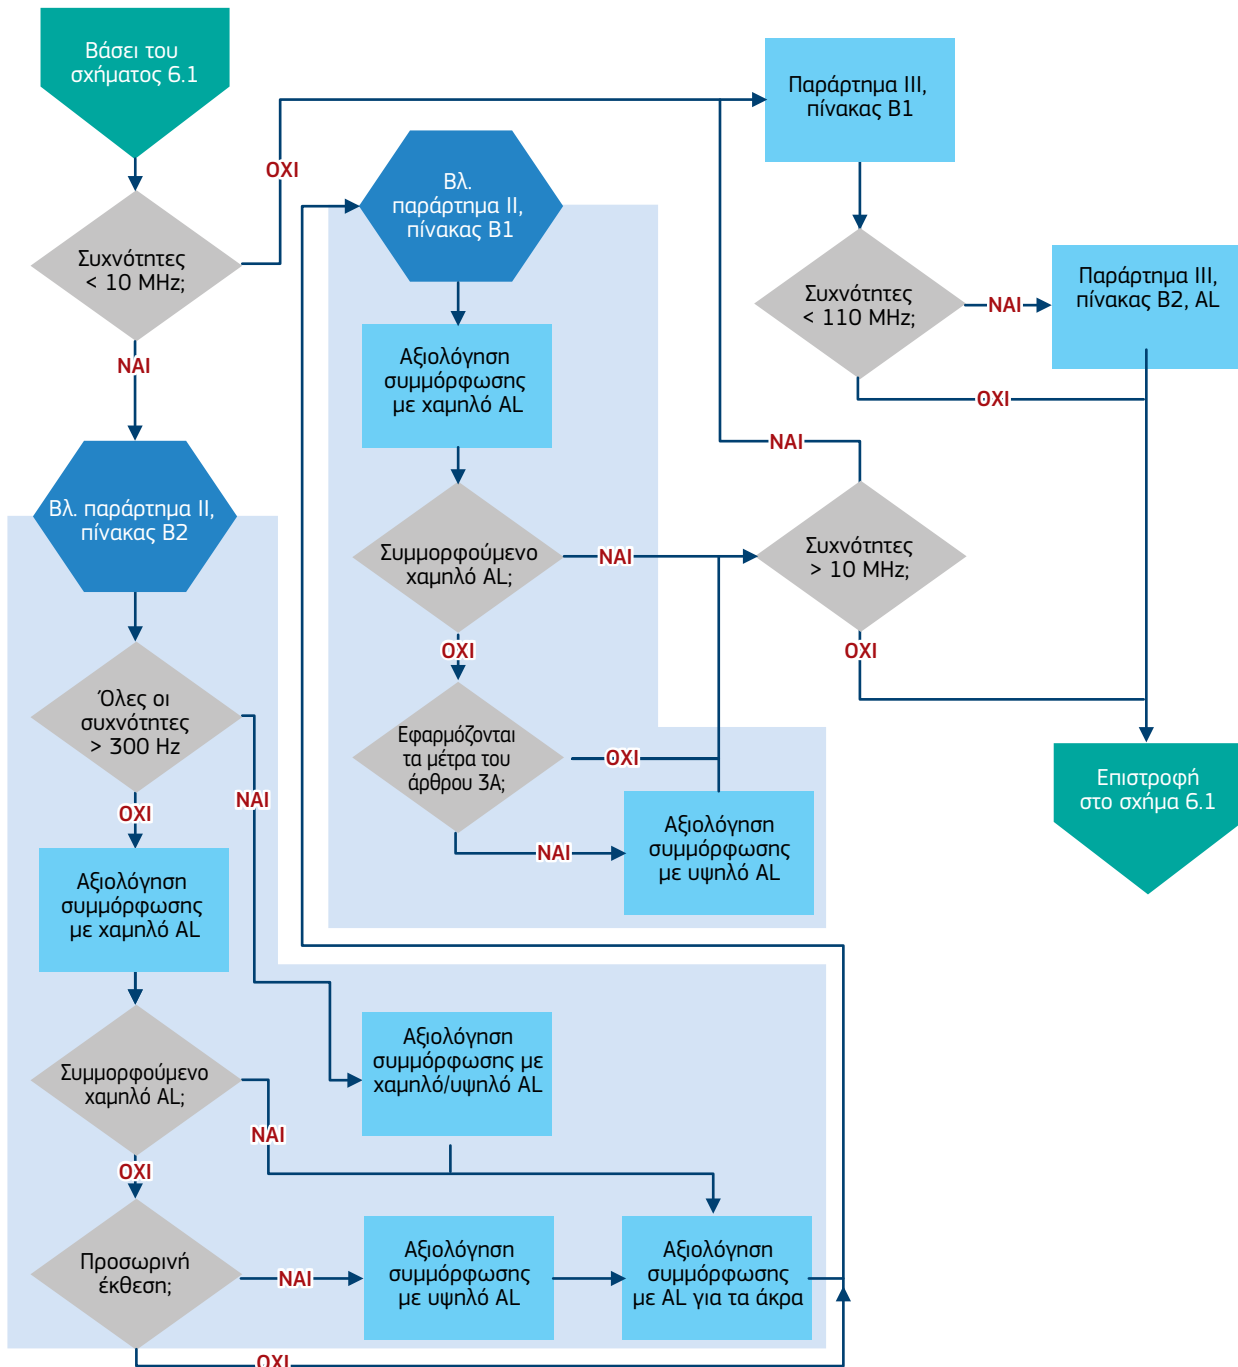 Βάσει του
σχήματος 6.1
Συχνότητες
< 10 MHz;
ΟΧΙ
ΝΑΙ
Βλ. παράρτημα II,
πίνακας B2
Όλες οι
συχνότητες
> 300 Hz
ΝΑΙ
ΟΧΙ
Αξιολόγηση
συμμόρφωσης
με χαμηλό AL
Συμμορφούμενο
χαμηλό AL;
ΝΑΙ
ΟΧΙ
Προσωρινή
έκθεση;
ΝΑΙ
ΟΧΙ
Αξιολόγηση
συμμόρφωσης με
χαμηλό/υψηλό AL
Αξιολόγηση
συμμόρφωσης
με υψηλό AL
Αξιολόγηση
συμμόρφωσης
με AL για τα άκρα
Βλ.
παράρτημα II,
πίνακας B1
Αξιολόγηση
συμμόρφωσης
με χαμηλό AL
Συμμορφούμενο
χαμηλό AL;
ΝΑΙ
ΟΧΙ
Εφαρμόζονται
τα μέτρα του
άρθρου 3Α;
ΟΧΙ
ΝΑΙ
Αξιολόγηση
συμμόρφωσης
με υψηλό AL
Συχνότητες
> 10 MHz;
ΝΑΙ
ΟΧΙ
Παράρτημα III,
πίνακας B1
Συχνότητες
< 110 MHz;
ΝΑΙ
ΟΧΙ
Παράρτημα III,
πίνακας B2, AL
Επιστροφή
στο σχήμα 6.1